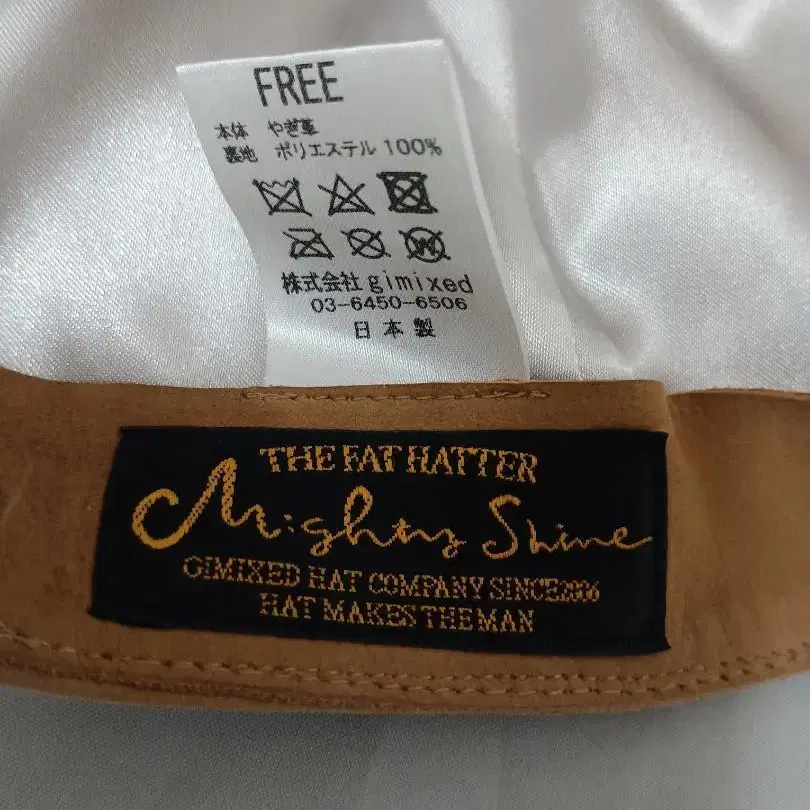 FREE
本体 やぎ革
裏地 ポリエステル 100%
株式会社 gimixed
03-6450-6506
日本製
THE FAT HATTER
Mighty Shine
GIMIXED HAT COMPANY SINCE2006
HAT MAKES THE MAN